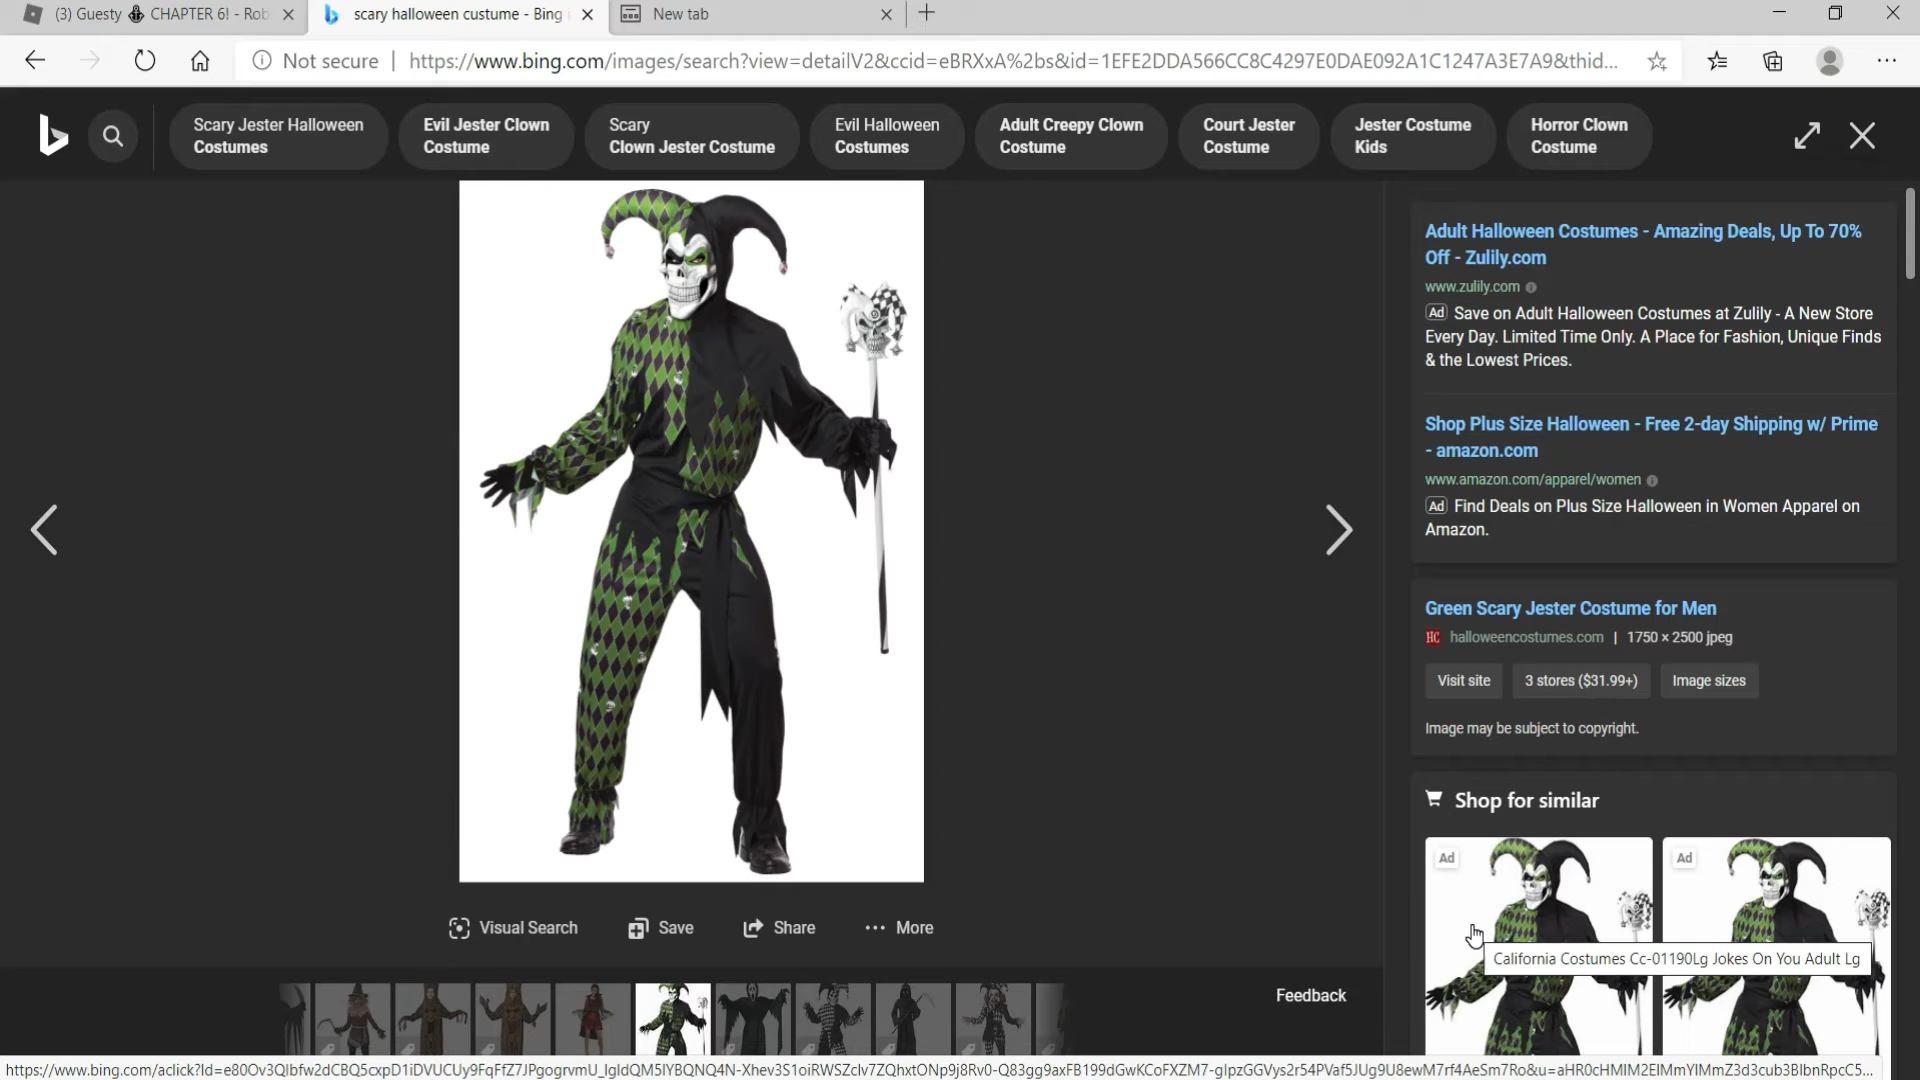 (3) Guesty CHAPTER 6! - Rob
scary halloween custume - Bing
New tab
Not secure
https://www.bing.com/images/search?view=detailV2&ccid=eBRXxA%2bs&id=1EFE2DDA566CC8C4297E0DAE092A1C1247A3E7A9&thid...
Scary Jester Halloween
Costumes
Evil Jester Clown
Costume
Scary
Clown Jester Costume
Evil Halloween
Costumes
Adult Creepy Clown
Costume
Court Jester
Costume
Jester Costume
Kids
Horror Clown
Costume
Adult Halloween Costumes - Amazing Deals, Up To 70%
Off - Zulily.com
www.zulily.com
Ad Save on Adult Halloween Costumes at Zulily - A New Store
Every Day. Limited Time Only. A Place for Fashion, Unique Finds
& the Lowest Prices.
Shop Plus Size Halloween - Free 2-day Shipping w/ Prime
- amazon.com
www.amazon.com/apparel/women
Ad Find Deals on Plus Size Halloween in Women Apparel on
Amazon.
Green Scary Jester Costume for Men
HC halloweencostumes.com | 1750 × 2500 jpeg
Visit site
3 stores ($31.99+)
Image sizes
Image may be subject to copyright.
Shop for similar
Ad
Ad
California Costumes Cc-01190Lg Jokes On You Adult Lg
Visual Search
Save
Share
More
Feedback